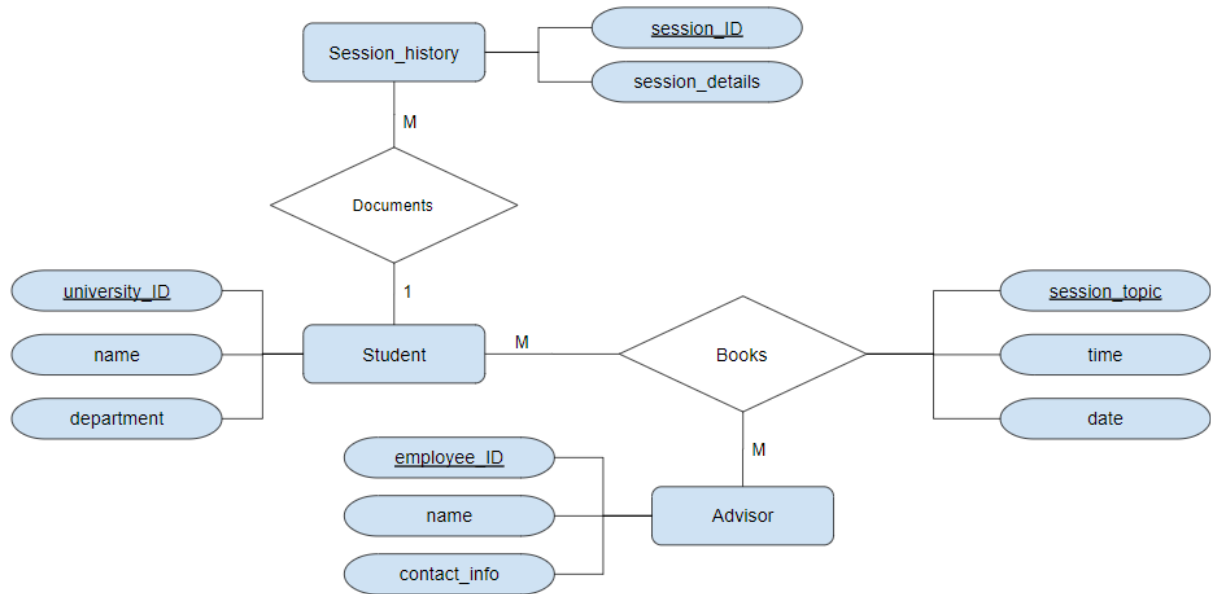 session_ID
Session_history
session_details
M
Documents
university_ID
1
session_topic
name
Student
M
Books
time
department
date
employee_ID
M
name
Advisor
contact_info